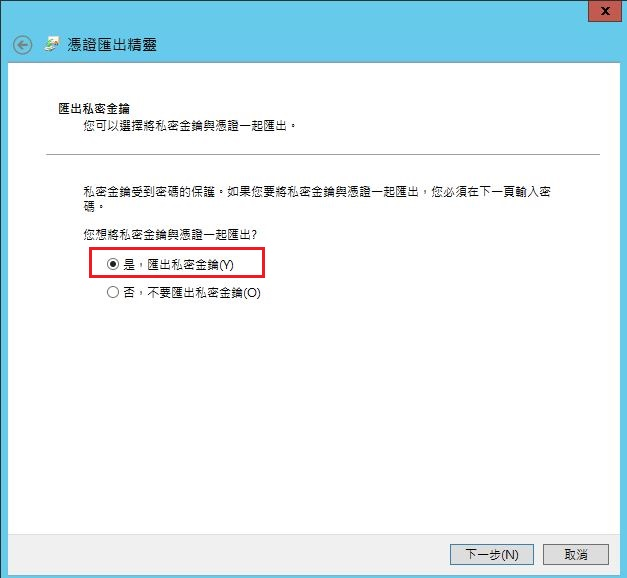 x
憑證匯出精靈
匯出私密金鑰
您可以選擇將私密金鑰與憑證一起匯出。
私密金鑰受到密碼的保護。如果您要將私密金鑰與憑證一起匯出，您必須在下一頁輸入密
碼。
您想將私密金鑰與憑證一起匯出?
是，匯出私密金鑰(Y)
否，不要匯出私密金鑰(O)
下一步(N) 取消